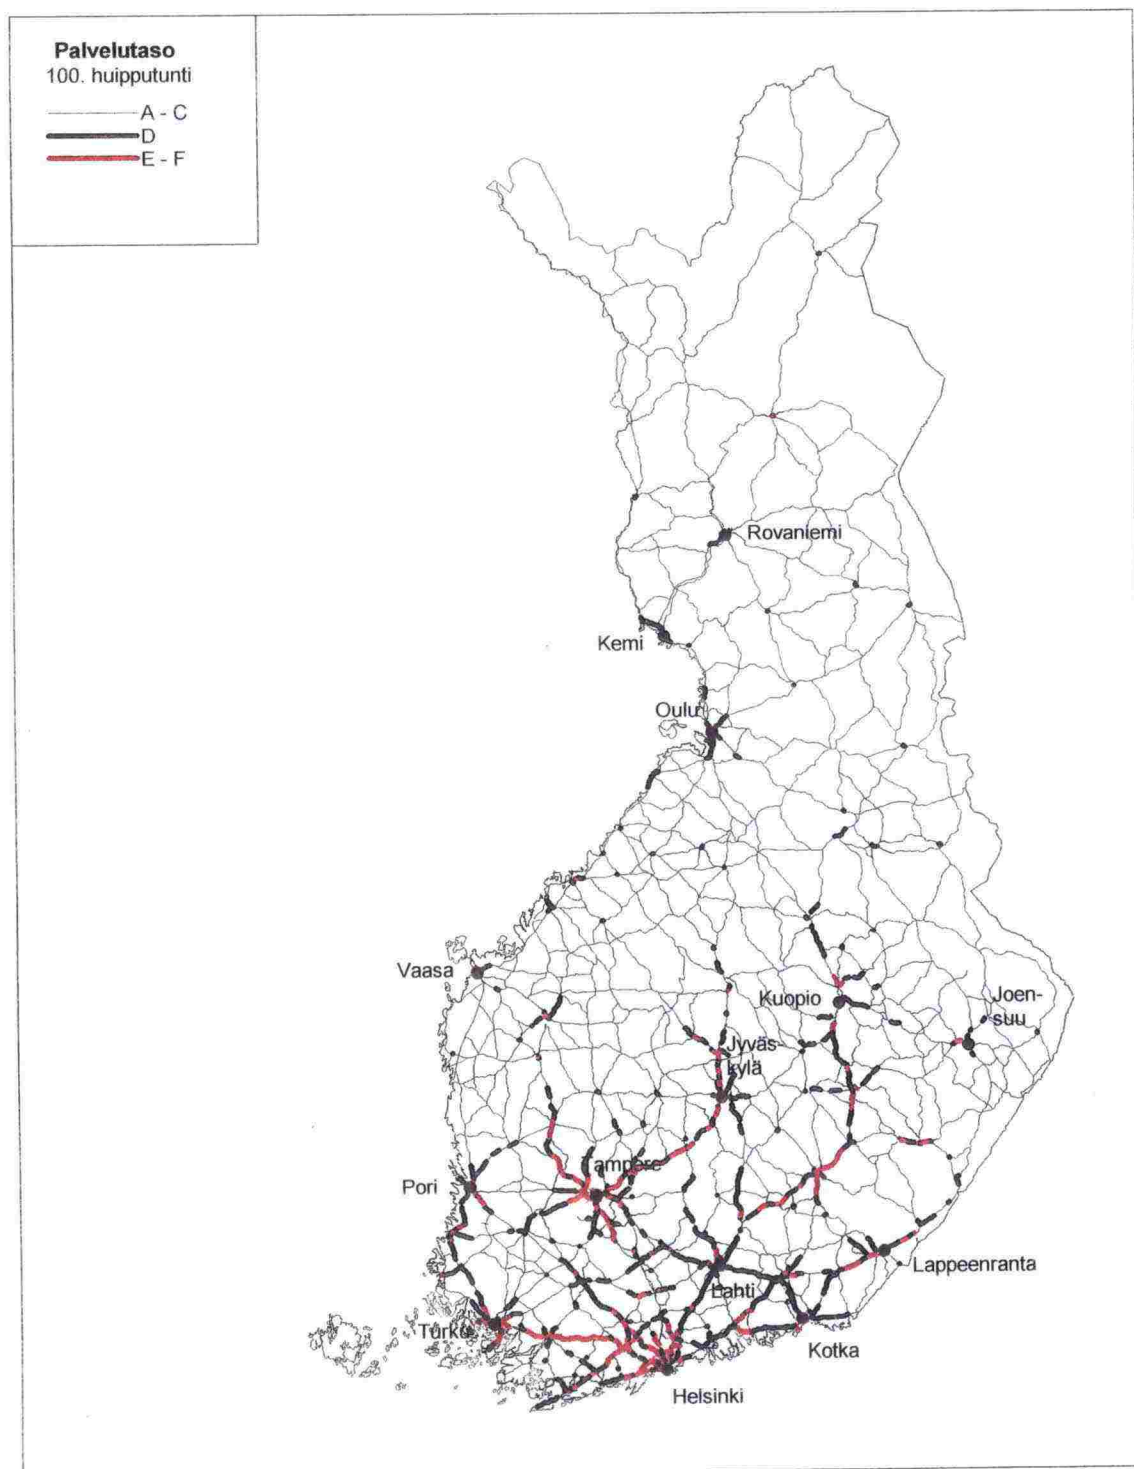 Palvelutaso
100. huipputunti
A - C
D
E - F
Rovaniemi
Kemi
Oulu
Vaasa
Kuopio
Joen-
suu
Jyväs-
kylä
Tampere
Pori
Lappeenranta
Lahti
Turku
Kotka
Helsinki